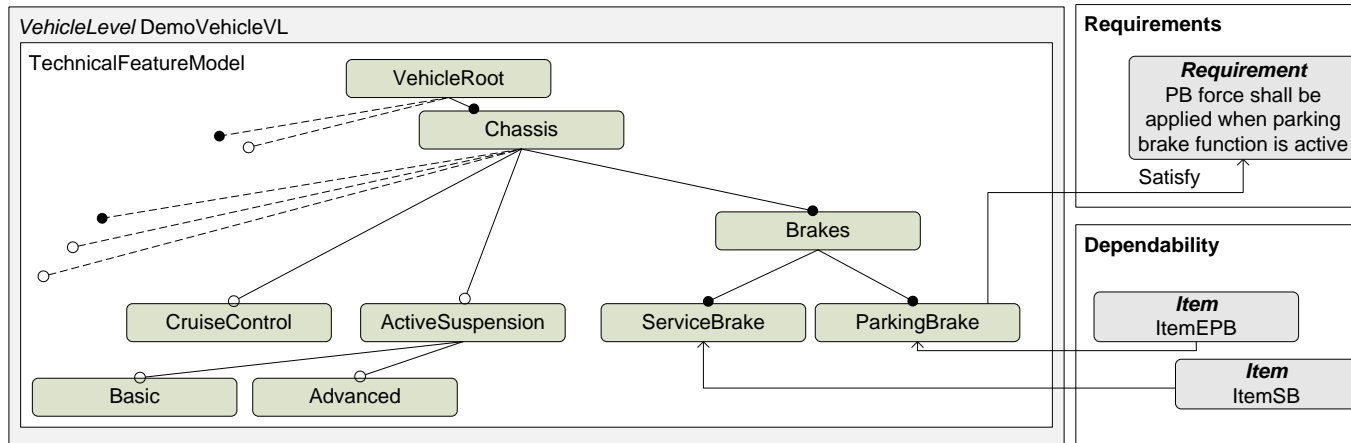 VehicleLevel DemoVehicleVL
TechnicalFeatureModel
VehicleRoot
Chassis
Brakes
CruiseControl
ActiveSuspension
ServiceBrake
ParkingBrake
Basic
Advanced
Requirements
Requirement
PB force shall be
applied when parking
brake function is active
Satisfy
Dependability
Item
ItemEPB
Item
ItemSB